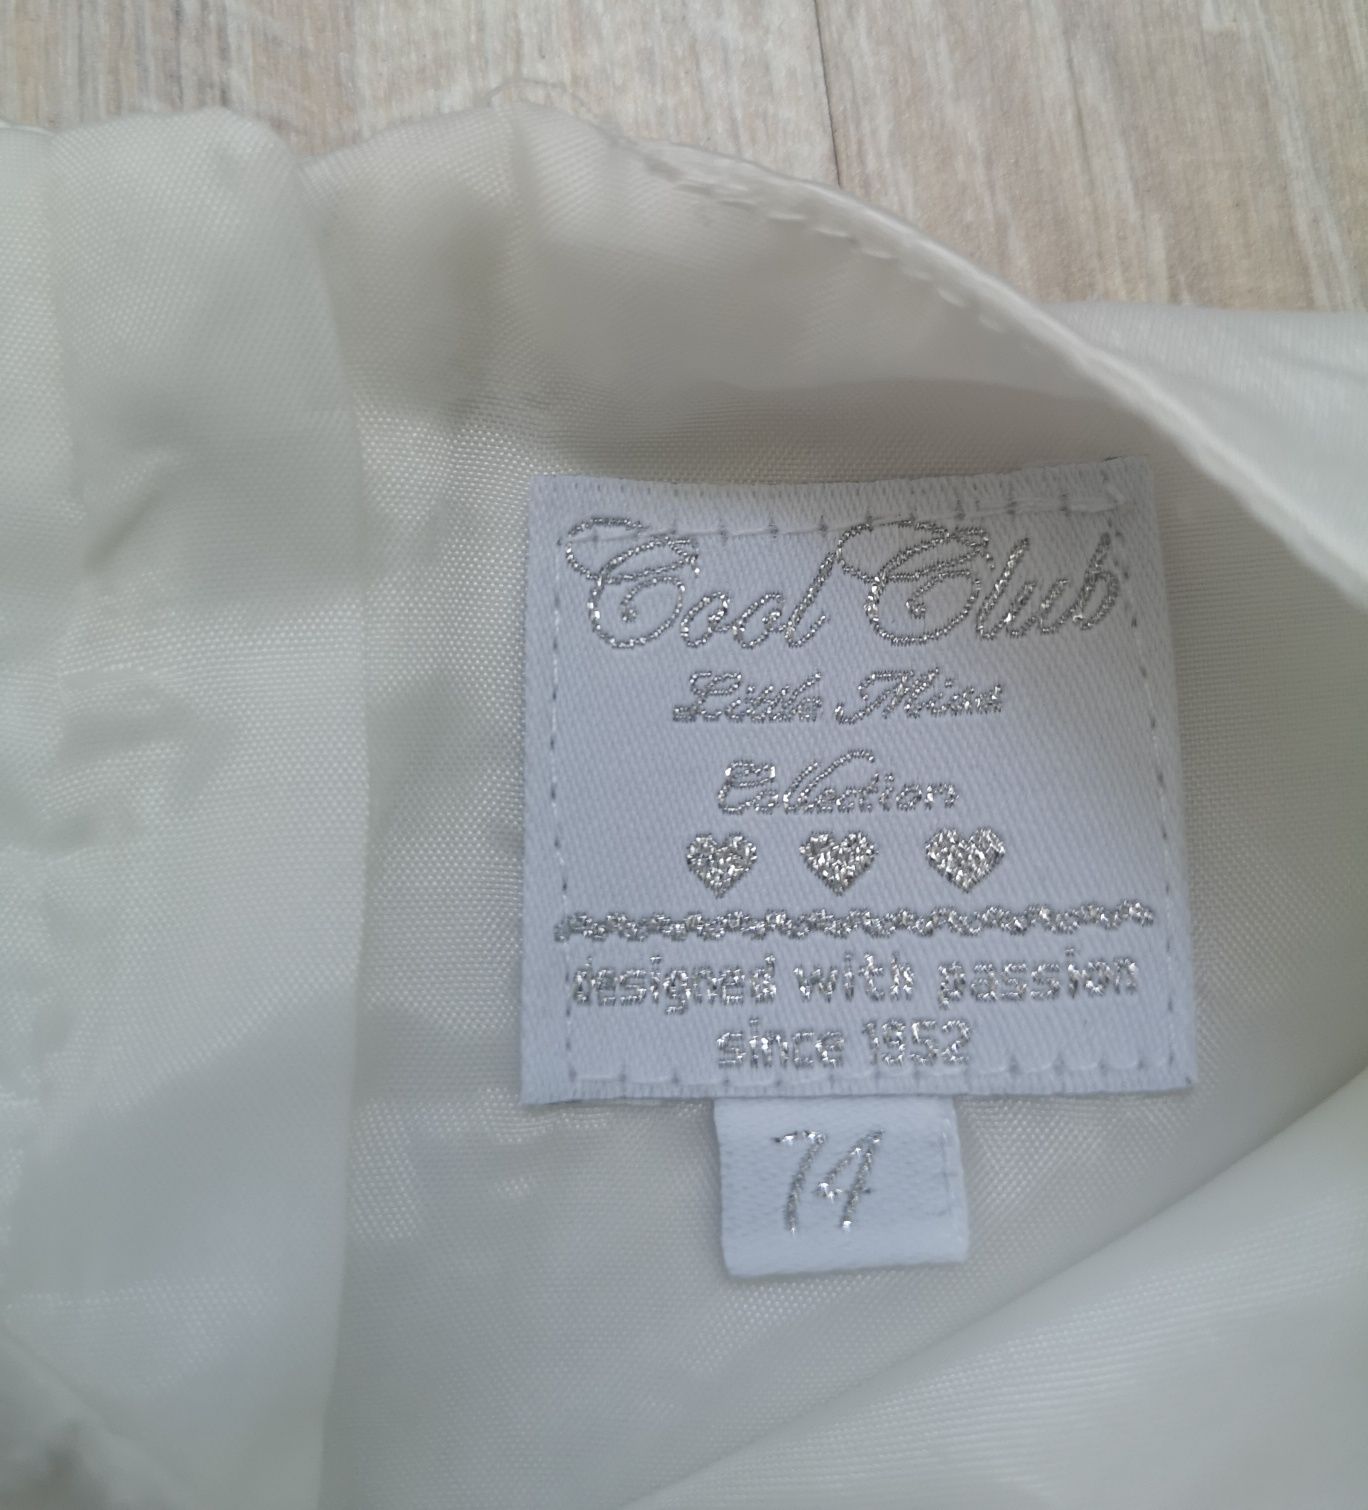 Cool Club
Little Miss
Collection
designed with passion
since 1952
74